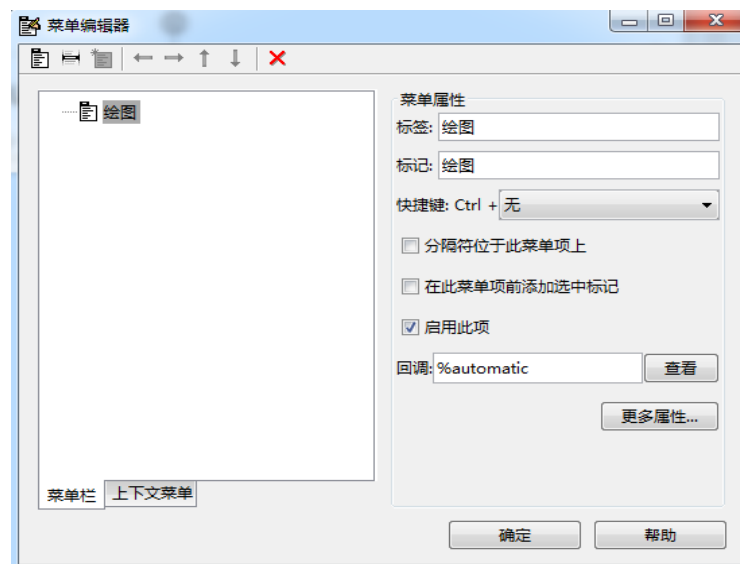 菜单编辑器
绘图
菜单属性
标签: 绘图
标记: 绘图
快捷键: Ctrl + 无
分隔符位于此菜单项上
在此菜单项前添加选中标记
启用此项
回调: %automatic 查看
更多属性...
菜单栏 上下文菜单
确定 帮助